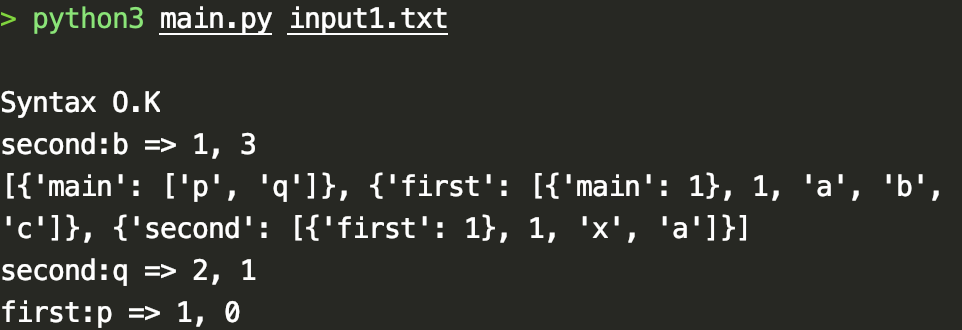 > python3 main.py input1.txt
Syntax O.K
second:b => 1, 3
[{'main': ['p', 'q']}, {'first': [{'main': 1}, 1, 'a', 'b',
'c']}, {'second': [{'first': 1}, 1, 'x', 'a']}]
second:q => 2, 1
first:p => 1, 0